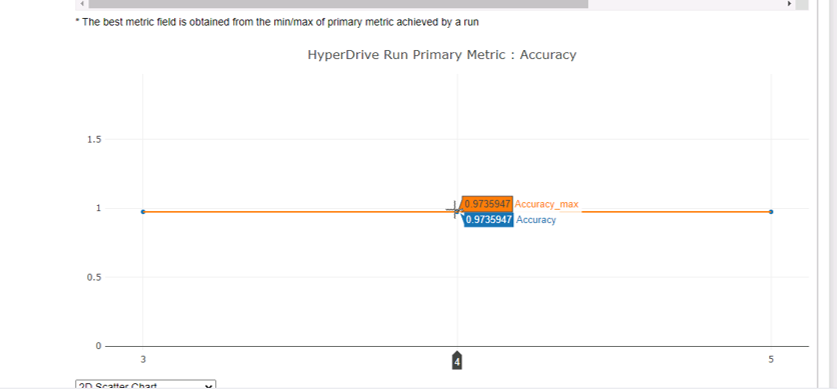 * The best metric field is obtained from the min/max of primary metric achieved by a run
HyperDrive Run Primary Metric : Accuracy
1.5
1
0.9735947 Accuracy_max
0.9735947 Accuracy
0.5
0
3
4
5
2D Scatter Chart